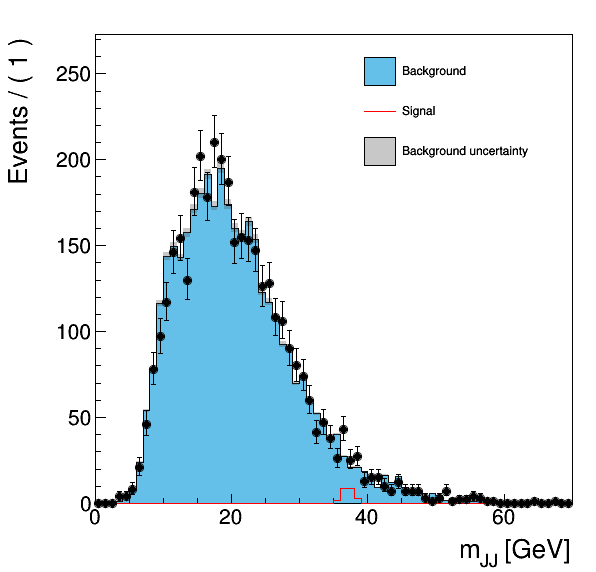 Events / ( 1 )
250
200
150
100
50
0
Background
Signal
Background uncertainty
0 20 40 60
m_JJ [GeV]